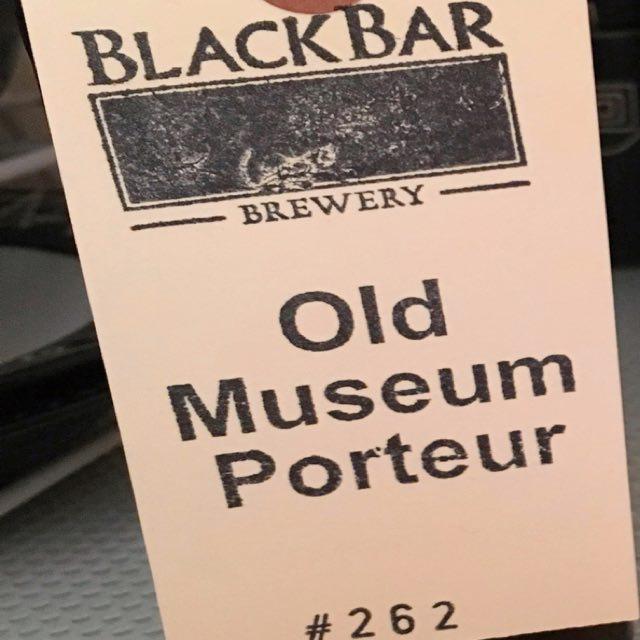 BLACKBAR
BREWERY
Old
Museum
Porteur
#262